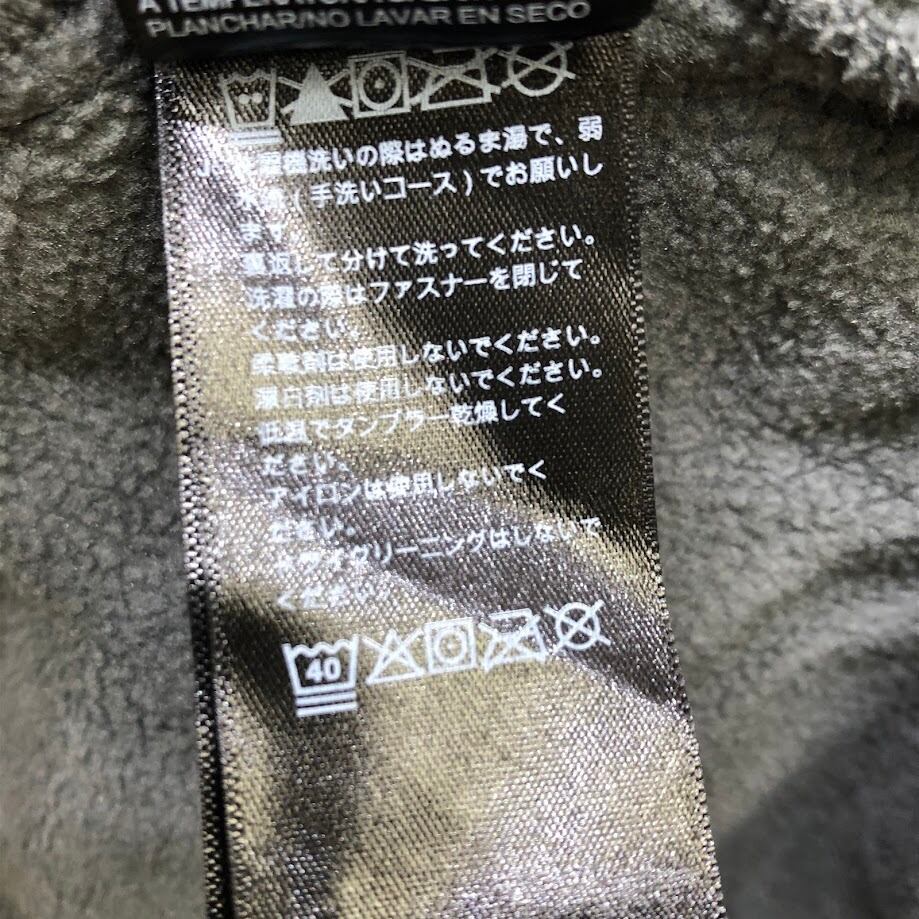 PLANCHAR/NO LAVAR EN SECO
洗濯機洗いの際はぬるま湯で、弱
水流(手洗いコース)でお願いし
ます。
裏返して分けて洗ってください。
洗濯の際はファスナーを閉じて
ください。
柔軟剤は使用しないでください。
漂白剤は使用しないでください。
低温でタンブラー乾燥してく
ださい。
アイロンは使用しないでく
ださい。
ドライクリーニングはしないで
ください。
40